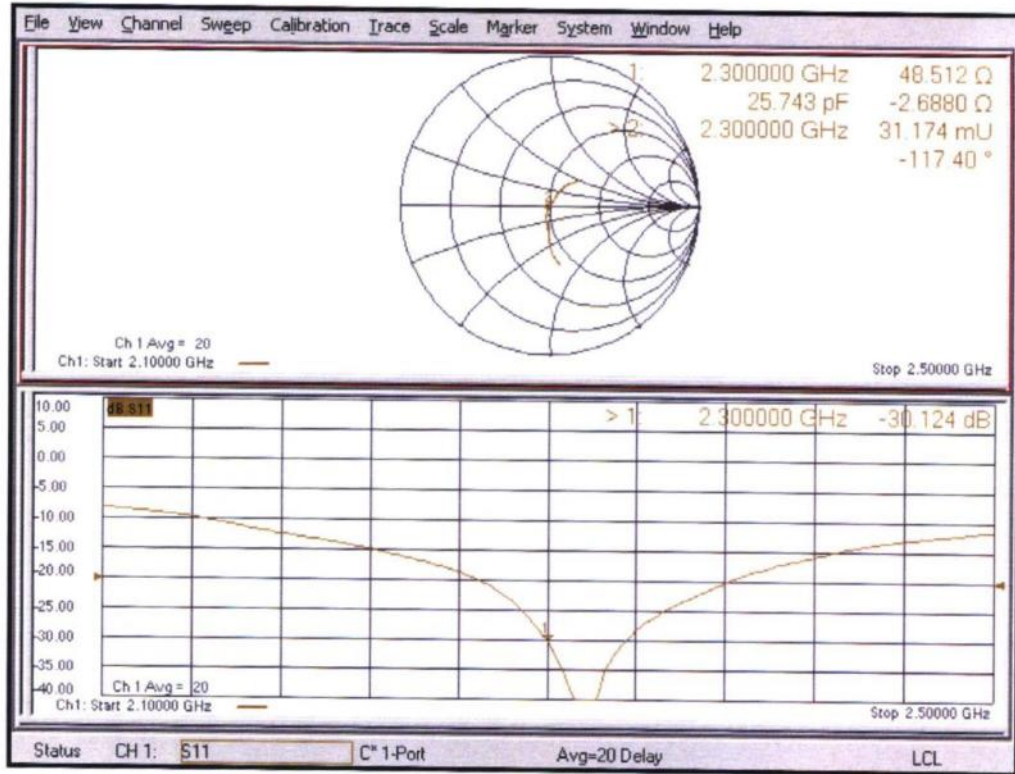 File View Channel Sweep Calibration Trace Scale Marker System Window Help
1: 2.300000 GHz 48.512 Ω
25.743 pF -2.6880 Ω
> 2: 2.300000 GHz 31.174 mU
-117.40 °
Ch 1 Avg = 20
Ch1: Start 2.10000 GHz
Stop 2.50000 GHz
10.00
dB S11
> 1: 2.300000 GHz -30.124 dB
5.00
0.00
-5.00
-10.00
-15.00
-20.00
-25.00
-30.00
1
-35.00
-40.00
Ch 1 Avg = 20
Ch1: Start 2.10000 GHz
Stop 2.50000 GHz
Status CH 1: S11 C* 1-Port Avg=20 Delay LCL